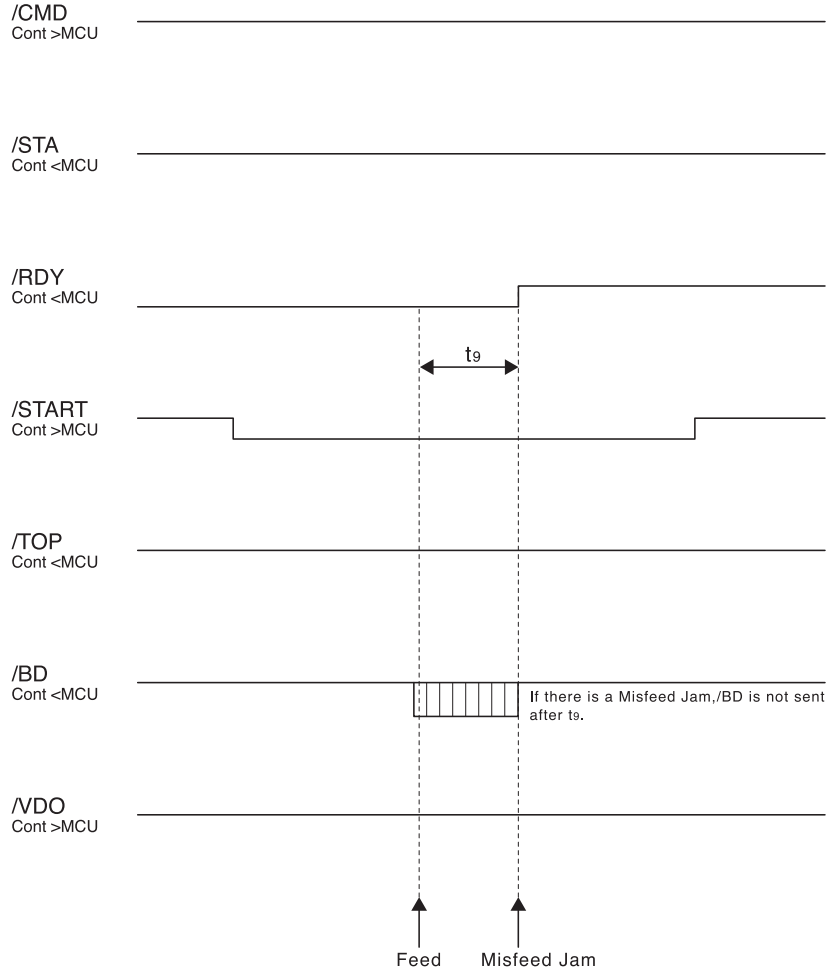 /CMD
Cont >MCU
/STA
Cont <MCU
/RDY
Cont <MCU
t9
/START
Cont >MCU
/TOP
Cont <MCU
/BD
Cont <MCU
If there is a Misfeed Jam,/BD is not sent
after t9.
/VDO
Cont >MCU
Feed
Misfeed Jam